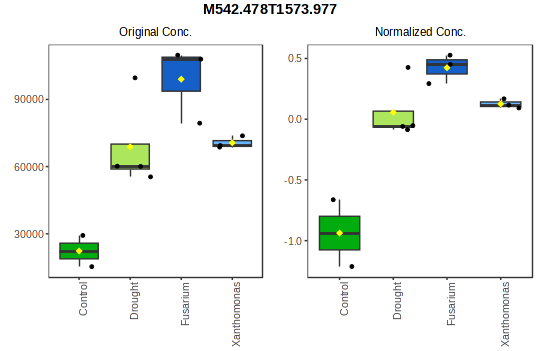 M542.478T1573.977
Original Conc.
Normalized Conc.
90000
60000
30000
0.5
0.0
-0.5
-1.0
Control
Drought
Fusarium
Xanthomonas
Control
Drought
Fusarium
Xanthomonas